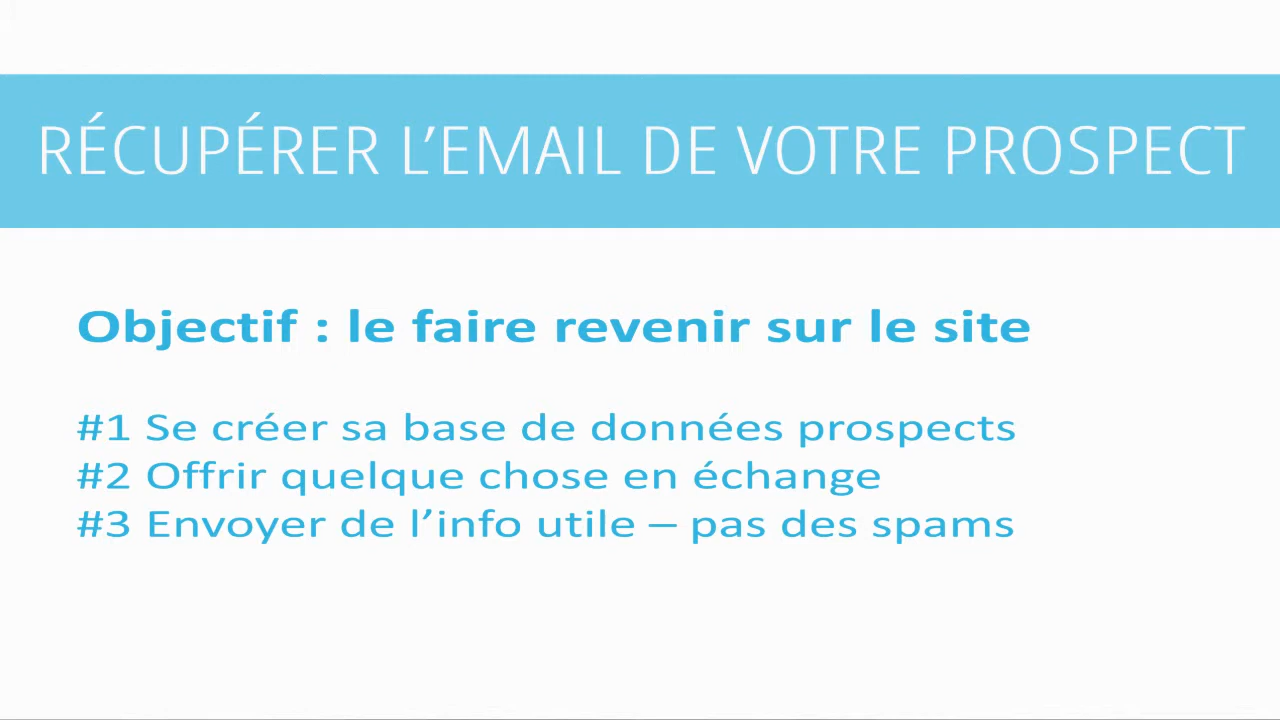 RÉCUPÉRER L’EMAIL DE VOTRE PROSPECT
Objectif : le faire revenir sur le site
#1 Se créer sa base de données prospects
#2 Offrir quelque chose en échange
#3 Envoyer de l’info utile – pas des spams